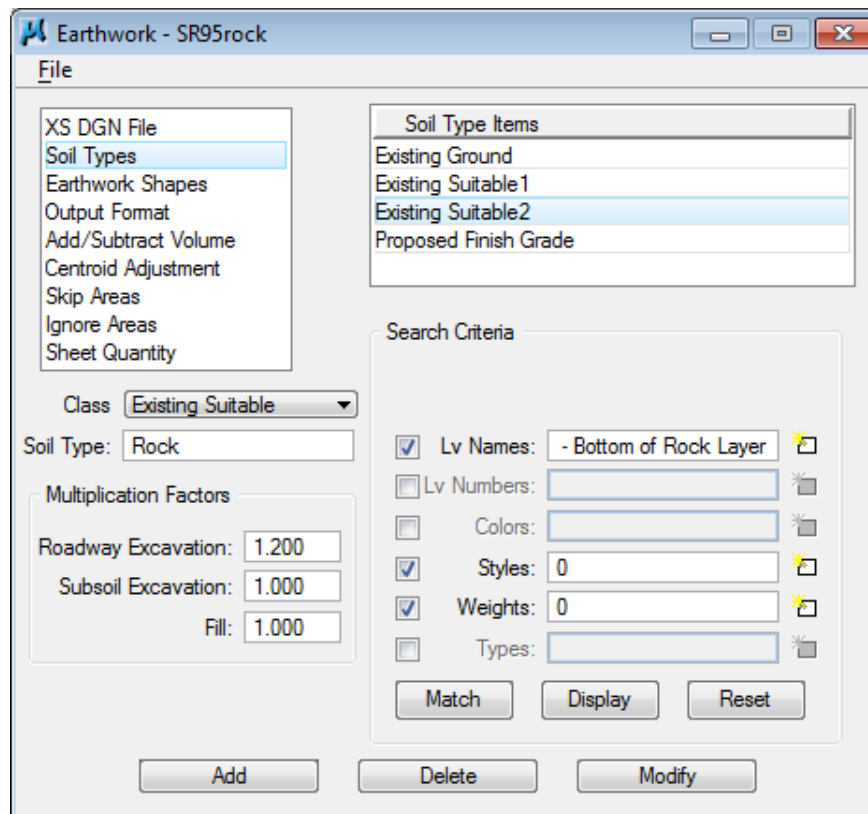 Earthwork - SR95rock
File
XS DGN File
Soil Types
Earthwork Shapes
Output Format
Add/Subtract Volume
Centroid Adjustment
Skip Areas
Ignore Areas
Sheet Quantity
Soil Type Items
Existing Ground
Existing Suitable1
Existing Suitable2
Proposed Finish Grade
Class Existing Suitable
Soil Type: Rock
Multiplication Factors
Roadway Excavation: 1.200
Subsoil Excavation: 1.000
Fill: 1.000
Search Criteria
Lv Names: - Bottom of Rock Layer
Lv Numbers:
Colors:
Styles: 0
Weights: 0
Types:
Match Display Reset
Add Delete Modify